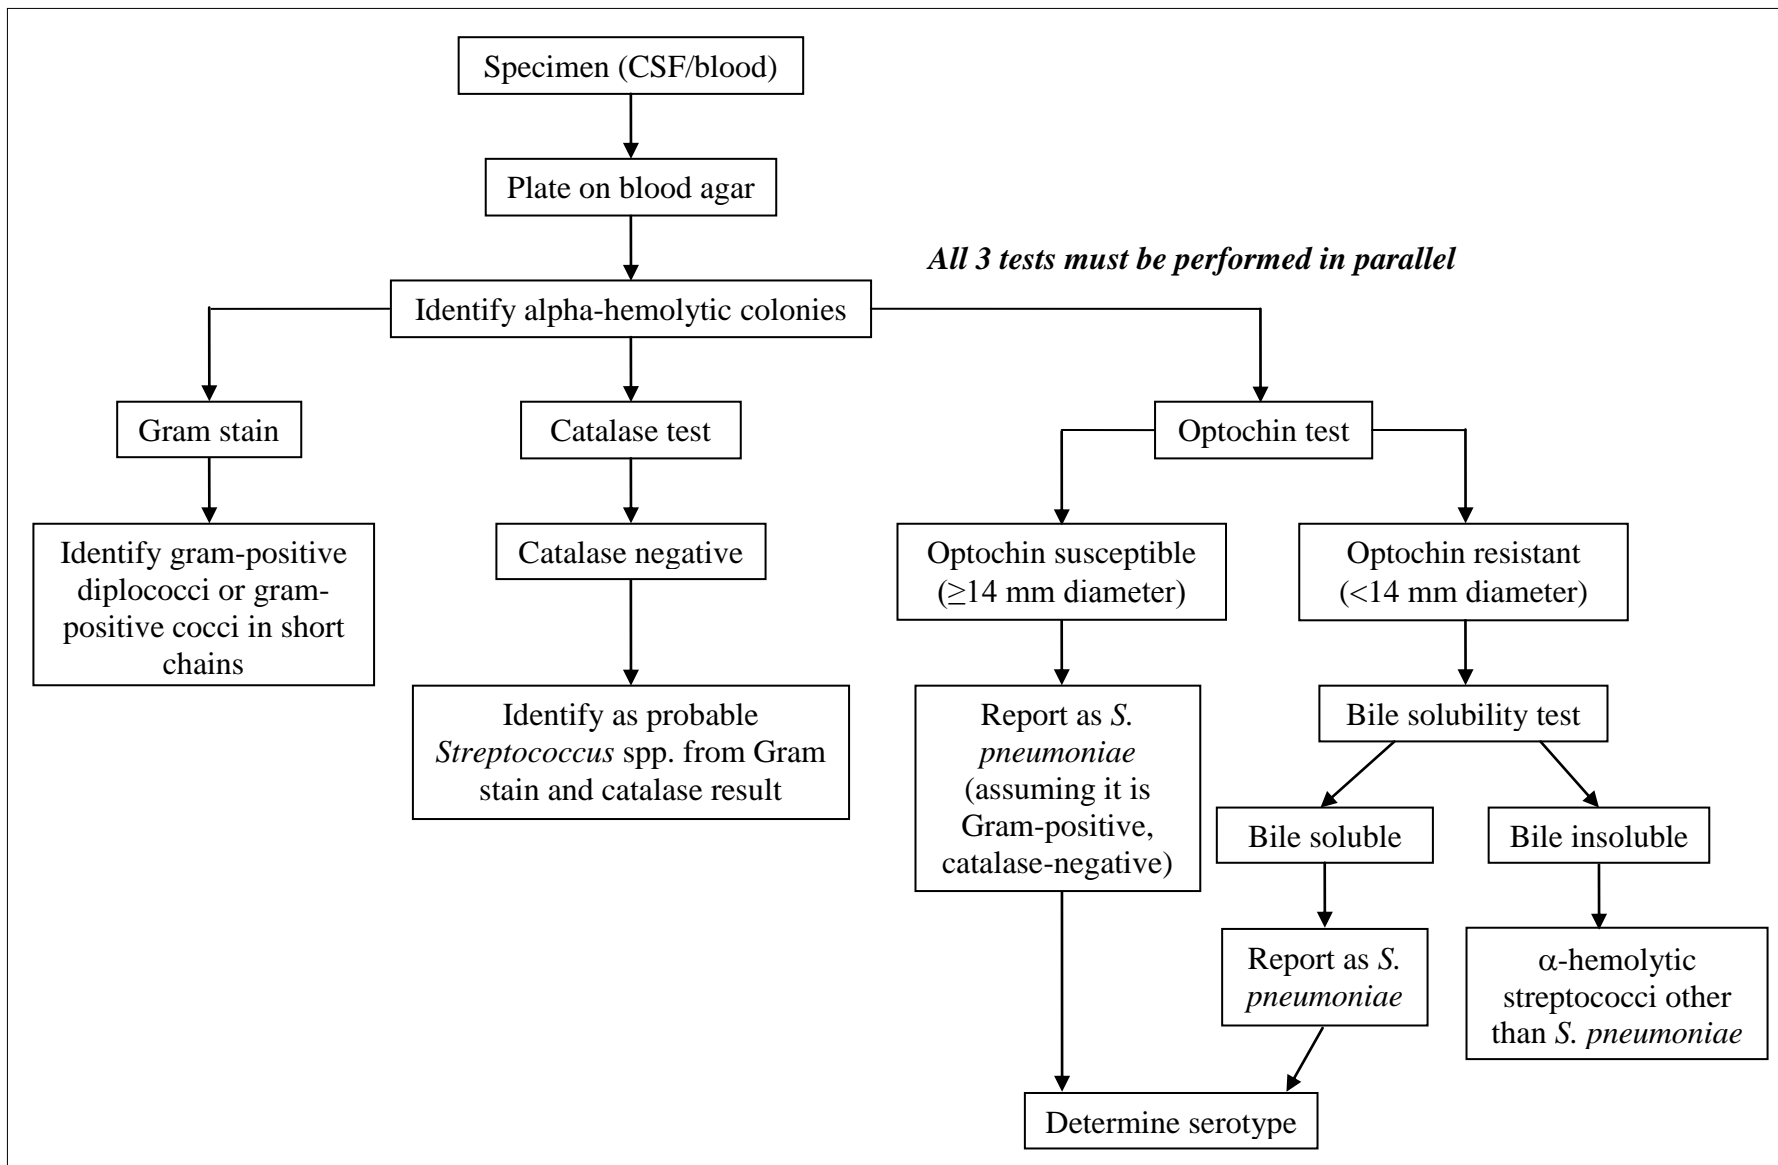 Specimen (CSF/blood)
Plate on blood agar
All 3 tests must be performed in parallel
Identify alpha-hemolytic colonies
Gram stain
Catalase test
Optochin test
Identify gram-positive
diplococci or gram-
positive cocci in short
chains
Catalase negative
Optochin susceptible
(≥14 mm diameter)
Optochin resistant
(<14 mm diameter)
Identify as probable
Streptococcus spp. from Gram
stain and catalase result
Report as S.
pneumoniae
(assuming it is
Gram-positive,
catalase-negative)
Bile solubility test
Bile soluble
Bile insoluble
Report as S.
pneumoniae
α-hemolytic
streptococci other
than S. pneumoniae
Determine serotype